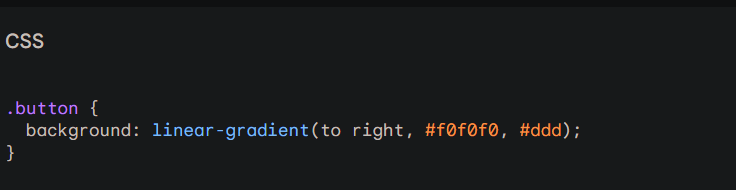 CSS
.button {
  background: linear-gradient(to right, #f0f0f0, #ddd);
}